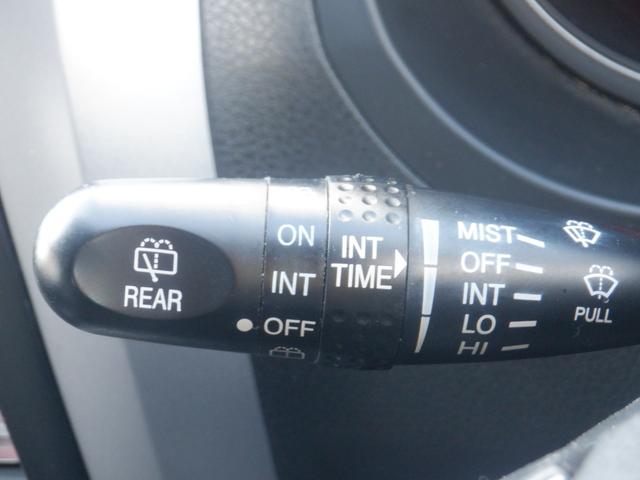 REAR
ON
INT
OFF
INT
TIME
MIST
OFF
INT
LO
HI
PULL